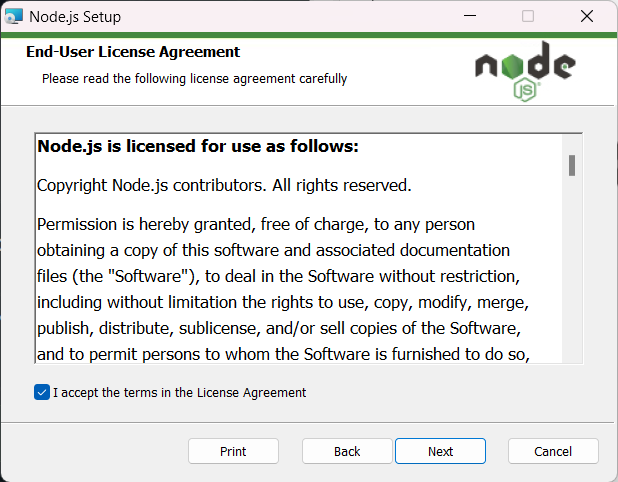 Node.js Setup
End-User License Agreement
Please read the following license agreement carefully
node
JS
Node.js is licensed for use as follows:
Copyright Node.js contributors. All rights reserved.
Permission is hereby granted, free of charge, to any person
obtaining a copy of this software and associated documentation
files (the "Software"), to deal in the Software without restriction,
including without limitation the rights to use, copy, modify, merge,
publish, distribute, sublicense, and/or sell copies of the Software,
and to permit persons to whom the Software is furnished to do so,
I accept the terms in the License Agreement
Print
Back
Next
Cancel